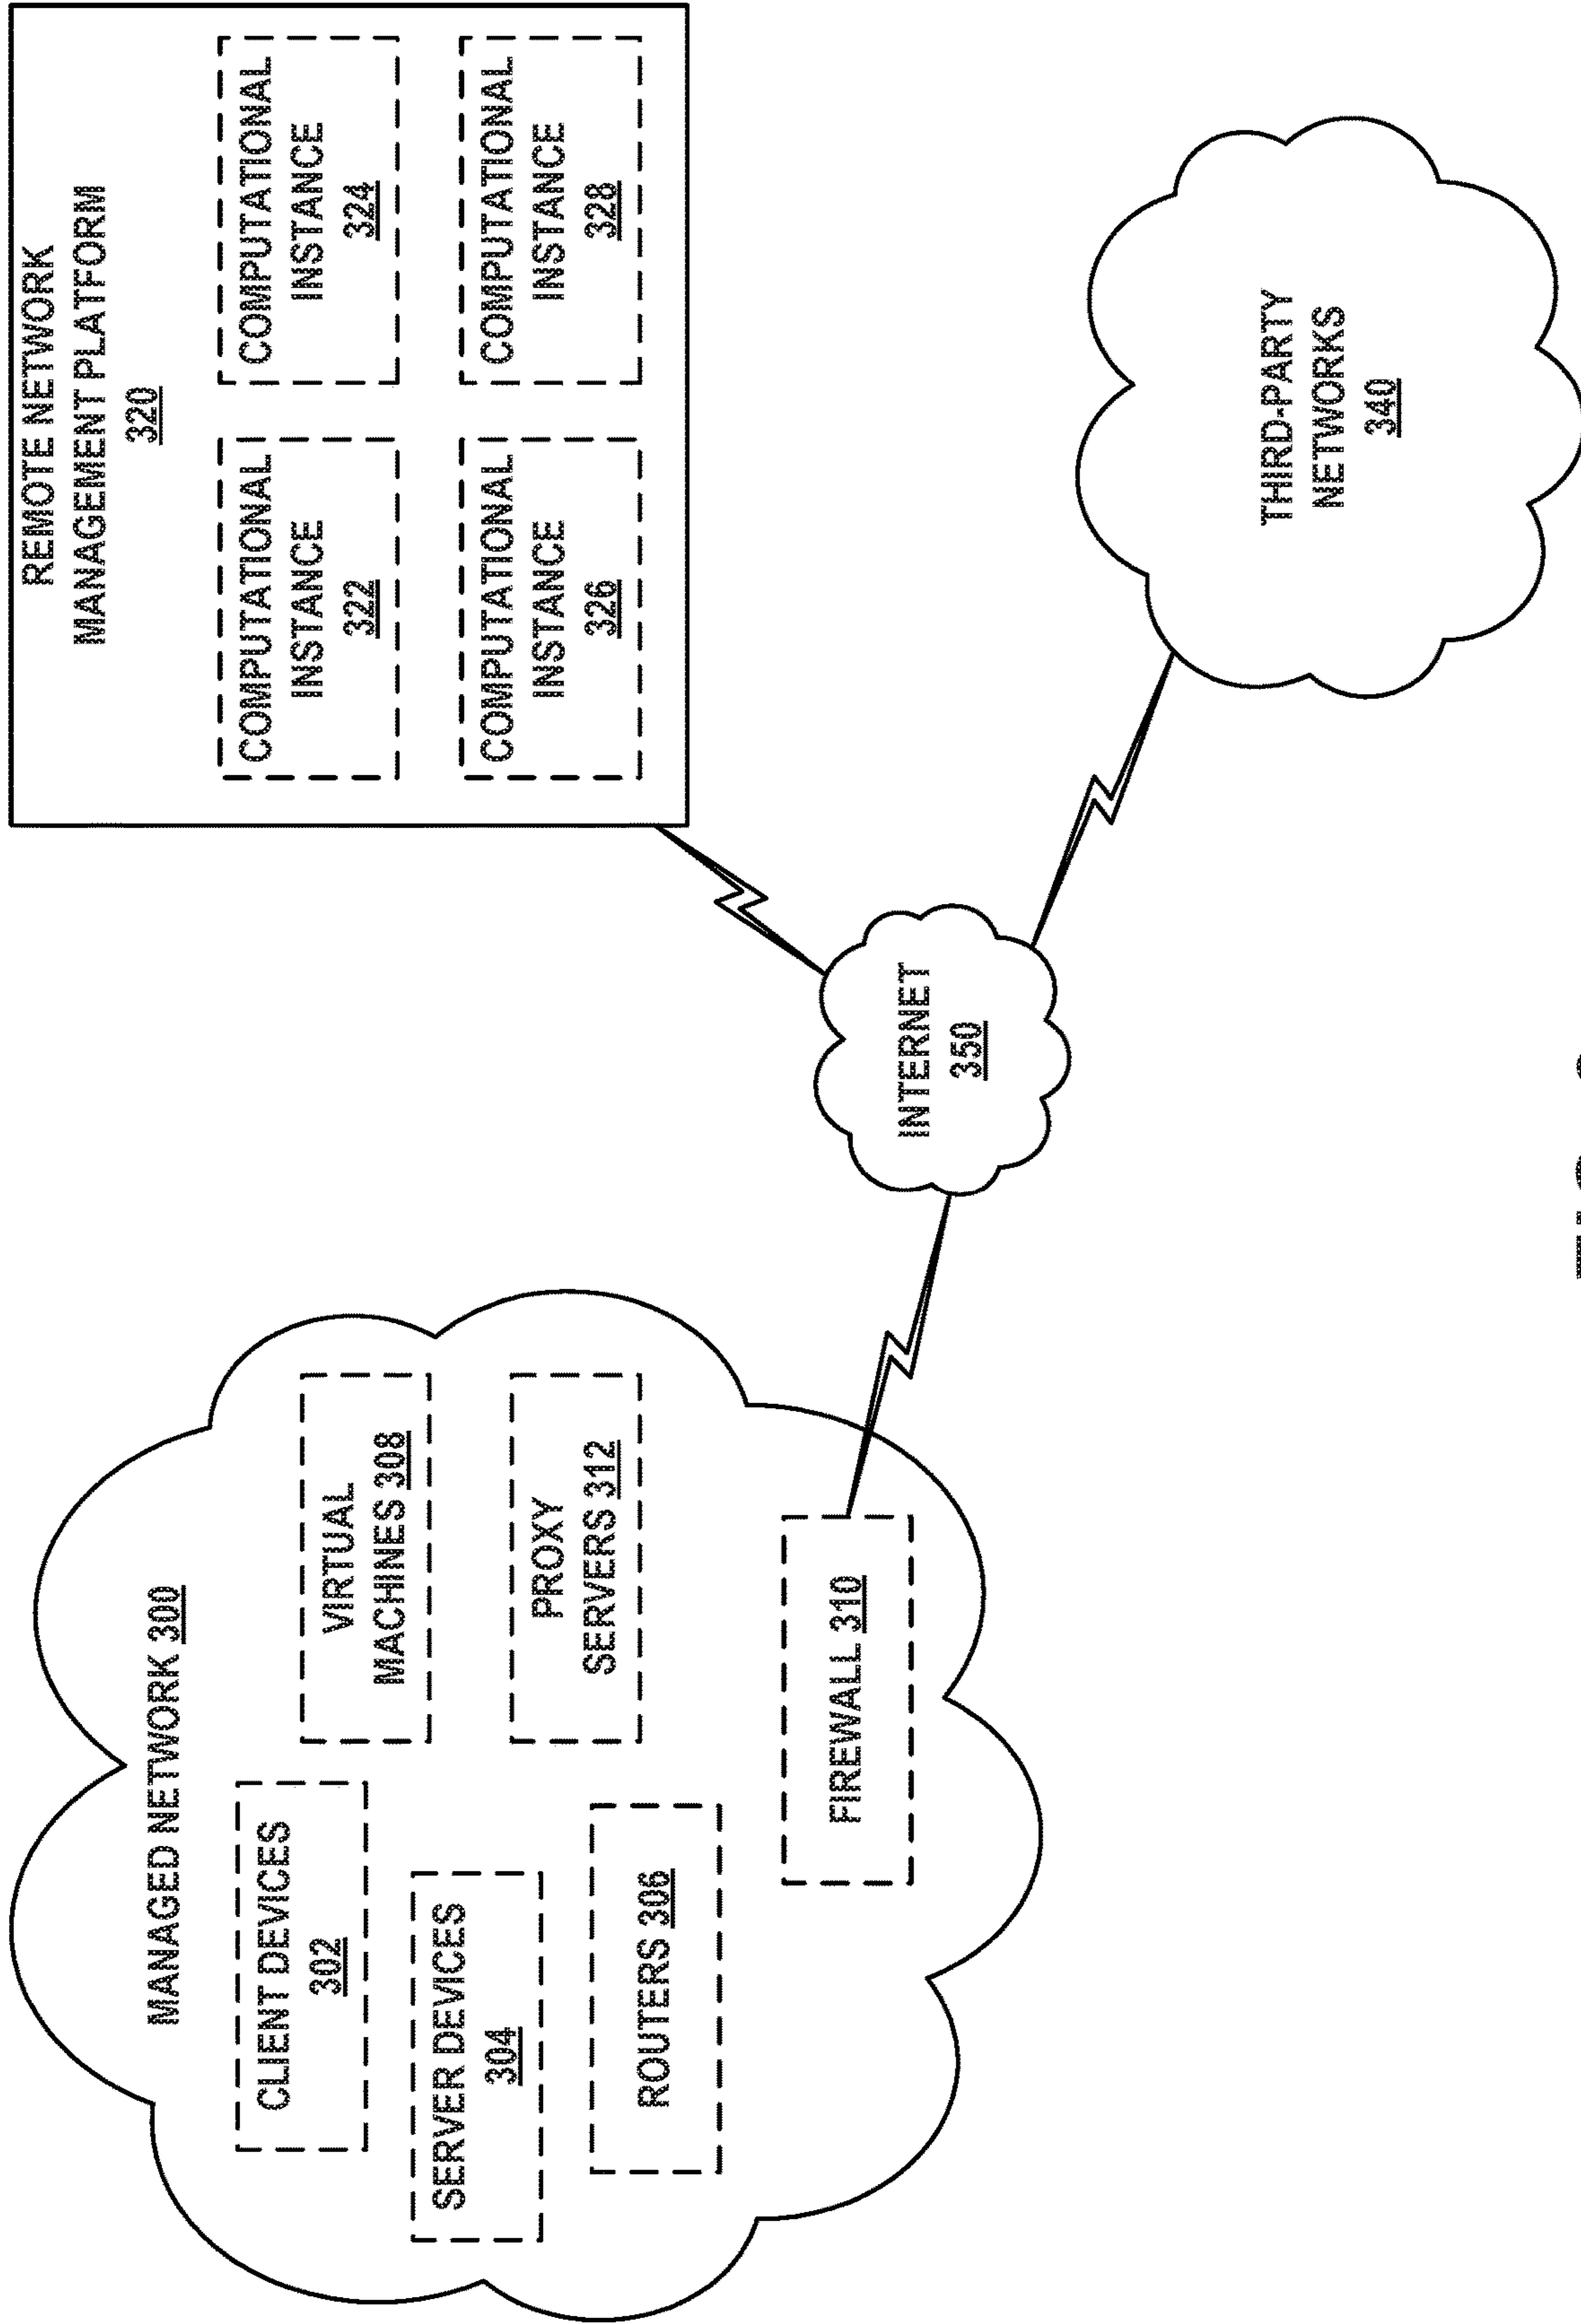 MANAGED NETWORK 300
CLIENT DEVICES
302
SERVER DEVICES
304
ROUTERS 306
VIRTUAL
MACHINES 308
PROXY
SERVERS 312
FIREWALL 310
INTERNET
350
REMOTE NETWORK
MANAGEMENT PLATFORM
320
COMPUTATIONAL
INSTANCE
322
COMPUTATIONAL
INSTANCE
324
COMPUTATIONAL
INSTANCE
326
COMPUTATIONAL
INSTANCE
328
THIRD-PARTY
NETWORKS
340